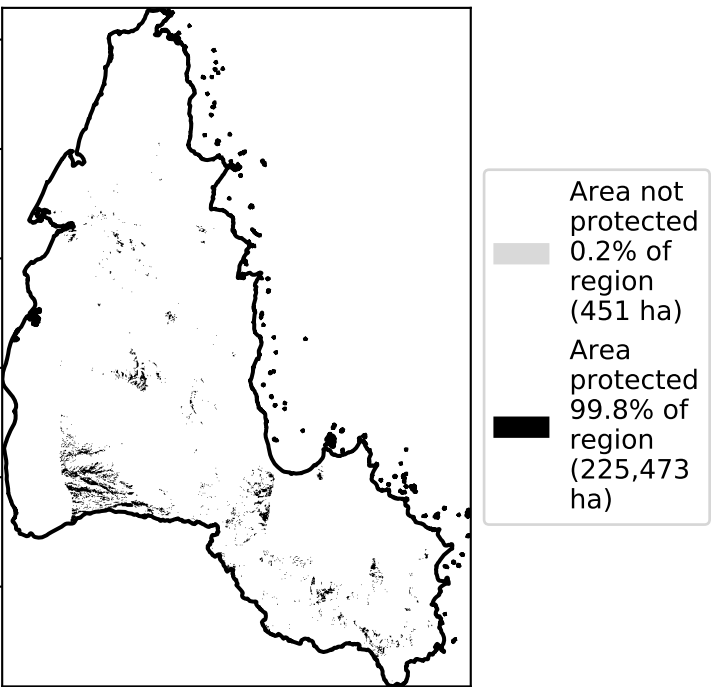 Area not
protected
0.2% of
region
(451 ha)
Area
protected
99.8% of
region
(225,473
ha)